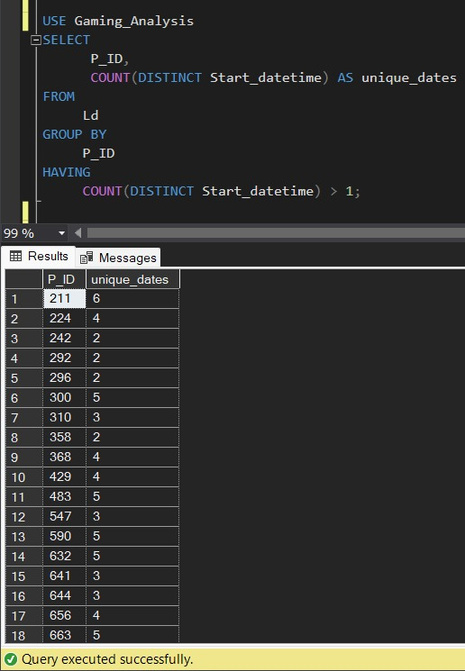 USE Gaming_Analysis
SELECT
P_ID,
COUNT(DISTINCT Start_datetime) AS unique_dates
FROM
Ld
GROUP BY
P_ID
HAVING
COUNT(DISTINCT Start_datetime) > 1;
99 %
Results Messages
P_ID unique_dates
1 211 6
2 224 4
3 242 2
4 292 2
5 296 2
6 300 5
7 310 3
8 358 2
9 368 4
10 429 4
11 483 5
12 547 3
13 590 5
14 632 5
15 641 3
16 644 3
17 656 4
18 663 5
Query executed successfully.